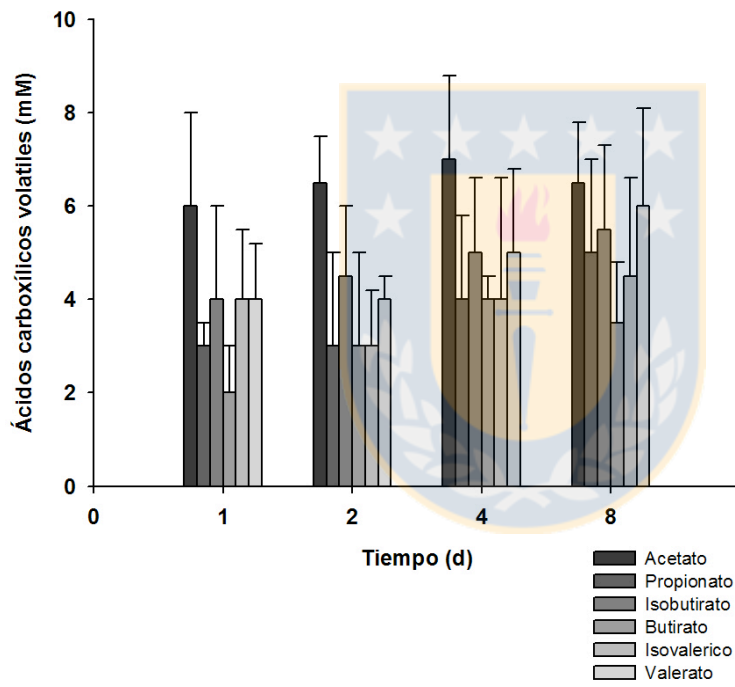 Ácidos carboxílicos volatiles (mM)
10
8
6
4
2
0
0 1 2 4 8
Tiempo (d)
Acetato
Propionato
Isobutirato
Butirato
Isovalerico
Valerato